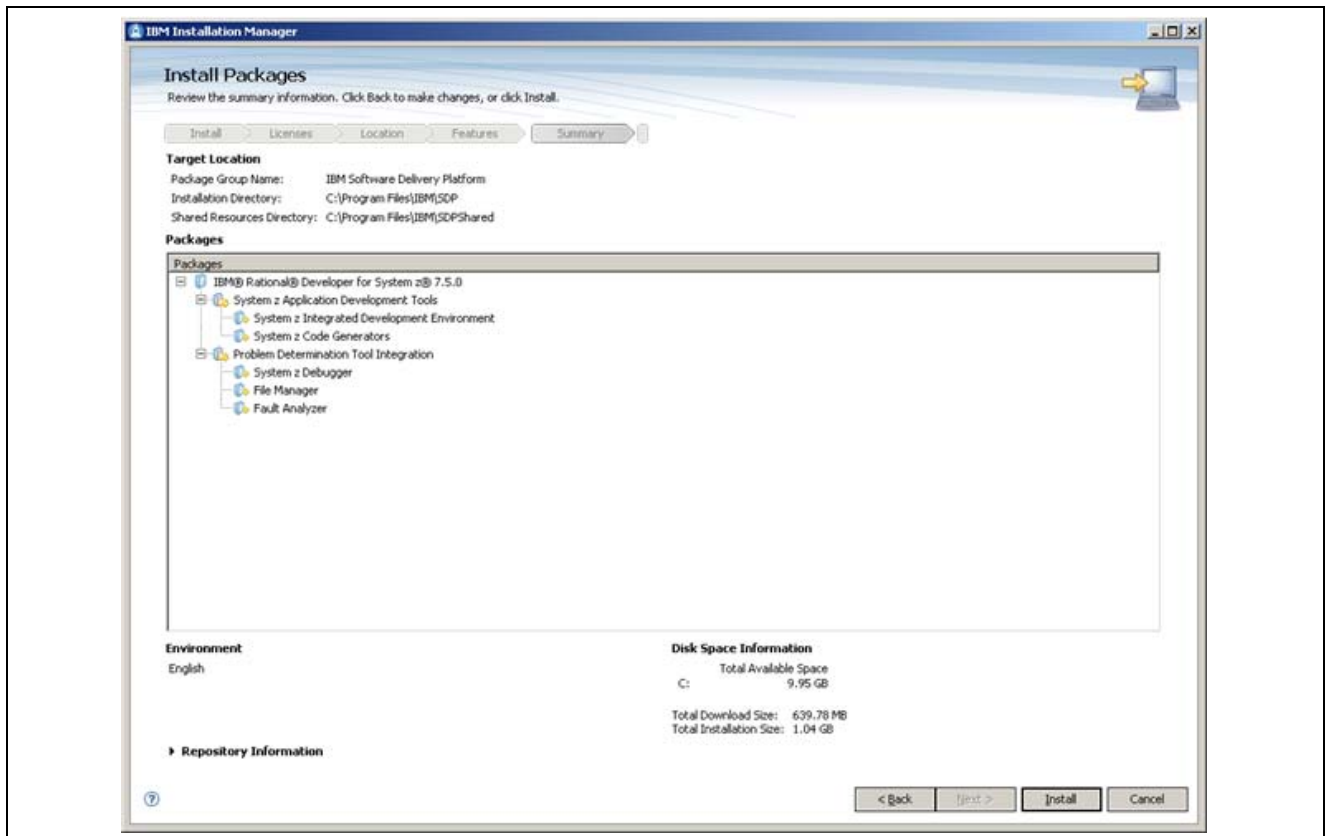 IBM Installation Manager
Install Packages
Review the summary information. Click Back to make changes, or click Install.
Install Licenses Location Features Summary
Target Location
Package Group Name: IBM Software Delivery Platform
Installation Directory: C:\Program Files\IBM\SDP
Shared Resources Directory: C:\Program Files\IBM\SDPShared
Packages
Packages
IBM® Rational® Developer for System z® 7.5.0
System z Application Development Tools
System z Integrated Development Environment
System z Code Generators
Problem Determination Tool Integration
System z Debugger
File Manager
Fault Analyzer
Environment
English
Disk Space Information
Total Available Space
C: 9.95 GB
Total Download Size: 639.78 MB
Total Installation Size: 1.04 GB
Repository Information
? < Back Next > Install Cancel